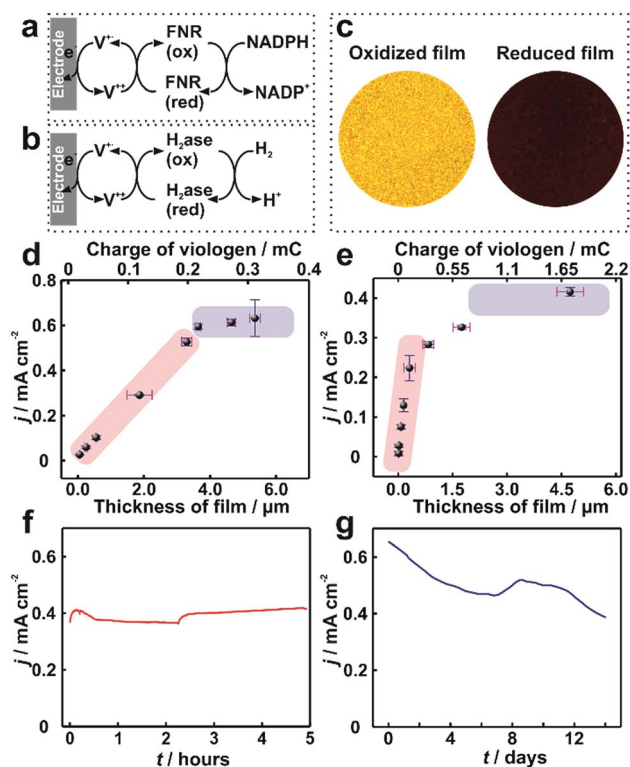 a
Electrode
e⁻
V⁺·
V⁺⁺
FNR
(ox)
FNR
(red)
NADPH
NADP⁺
b
Electrode
e⁻
V⁺·
V⁺⁺
H₂ase
(ox)
H₂ase
(red)
H₂
H⁺
c
Oxidized film
Reduced film
d
Charge of viologen / mC
0 0.1 0.2 0.3 0.4
j / mA cm⁻²
0.8
0.6
0.4
0.2
0
0.0 2.0 4.0 6.0
Thickness of film / µm
e
Charge of viologen / mC
0 0.55 1.1 1.65 2.2
j / mA cm⁻²
0.4
0.3
0.2
0.1
0
0.0 1.5 3.0 4.5 6.0
Thickness of film / µm
f
j / mA cm⁻²
0.6
0.4
0.2
0
0 1 2 3 4 5
t / hours
g
j / mA cm⁻²
0.6
0.4
0.2
0
0 4 8 12
t / days